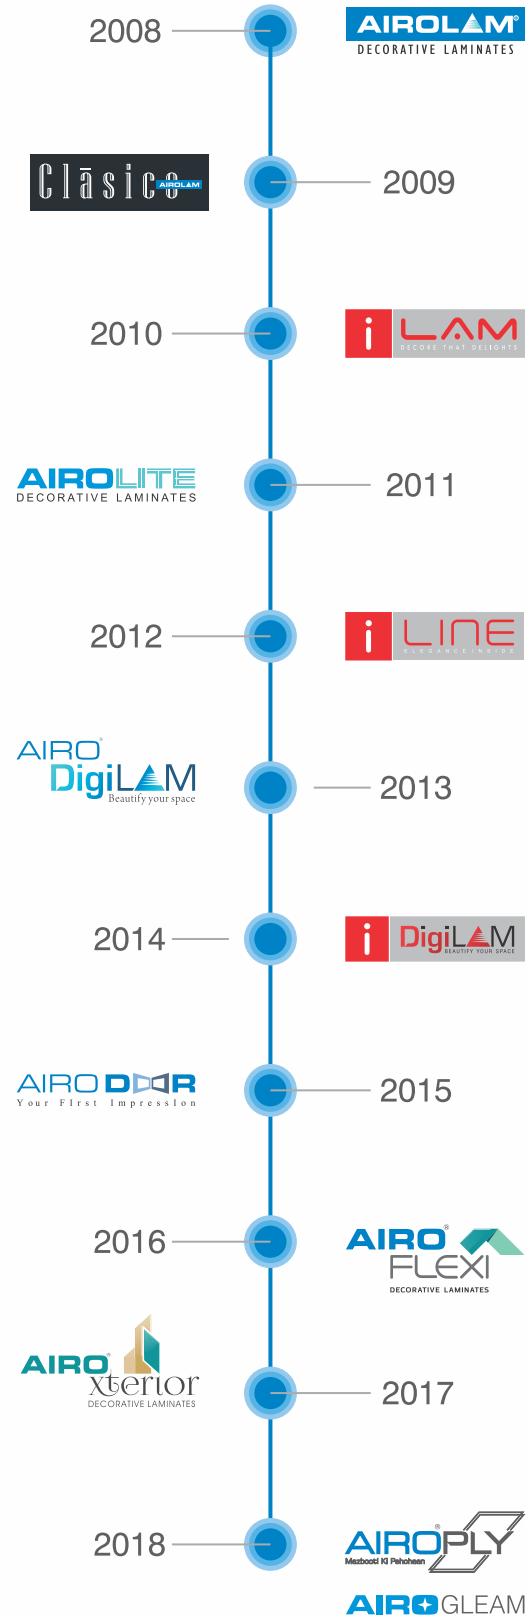 2008
AIROLAM®
DECORATIVE LAMINATES
Clāsico
AIROLAM
2009
2010
i LAM
DECORE THAT DELIGHTS
AIROLITE
DECORATIVE LAMINATES
2011
2012
i LINE
ELEGANCE INSIDE
AIRO®
DigiLAM
Beautify your space
2013
2014
i DigiLAM
BEAUTIFY YOUR SPACE
AIRO DOOR
Your FIrst Impression
2015
2016
AIRO®
FLEXI
DECORATIVE LAMINATES
AIRO®
xterior
DECORATIVE LAMINATES
2017
2018
AIROPLY®
Mazbooti Ki Pehchaan
AIROGLEAM